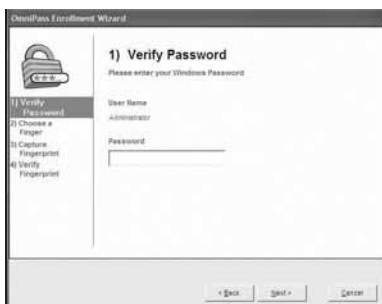 OmniPass Enrollment Wizard
1) Verify Password
2) Choose a Finger
3) Capture Fingerprint
4) Verify Fingerprint
1) Verify Password
Please enter your Windows Password
User Name
Administrator
Password
< Back
Next >
Cancel